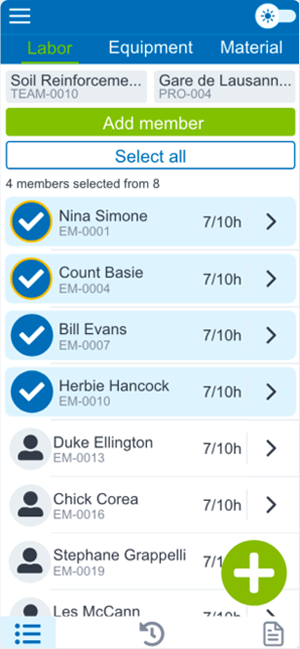 Labor Equipment Material
Soil Reinforceme... Gare de Lausann...
TEAM-0010 PRO-004
Add member
Select all
4 members selected from 8
Nina Simone 7/10h
EM-0001
Count Basie 7/10h
EM-0004
Bill Evans 7/10h
EM-0007
Herbie Hancock 7/10h
EM-0010
Duke Ellington 7/10h
EM-0013
Chick Corea 7/10h
EM-0016
Stephane Grappelli 7/1
EM-0019
Les McCann 7/10h